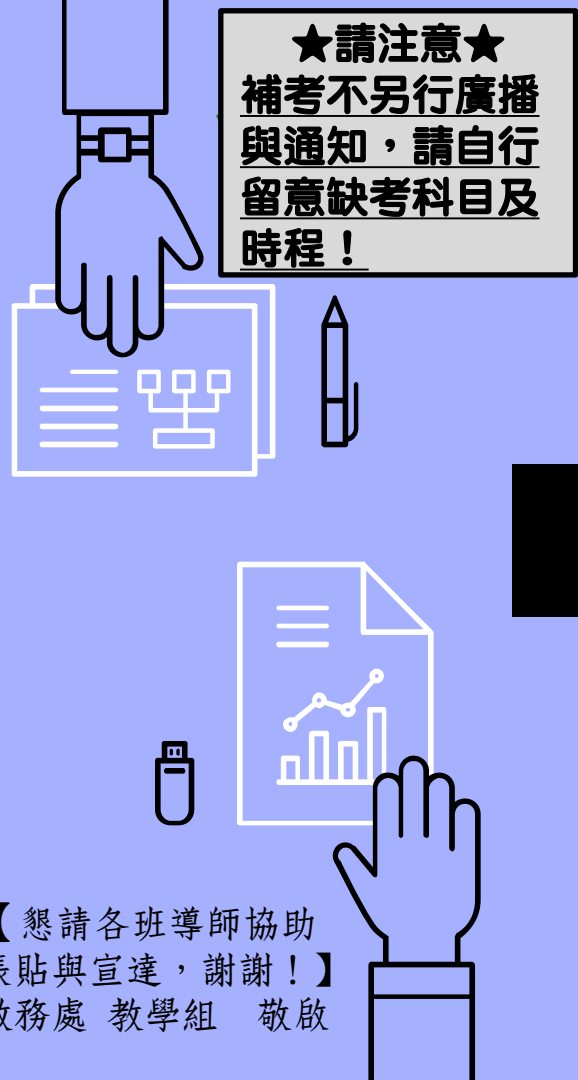 ★請注意★
補考不另行廣播
與通知，請自行
留意缺考科目及
時程！
【懇請各班導師協助
張貼與宣達，謝謝！】
教務處 教學組　敬啟